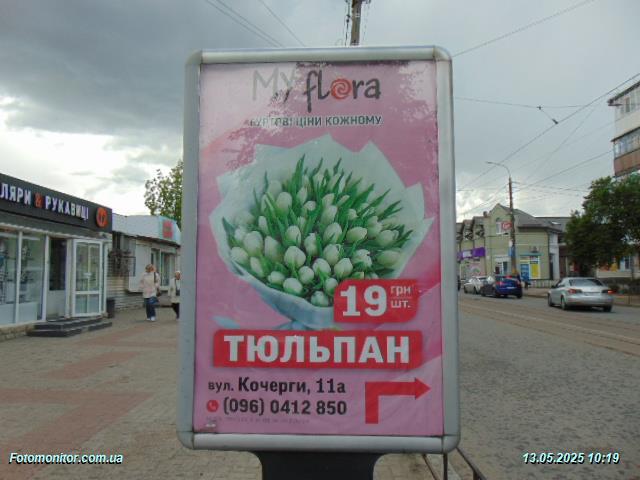 MY flora
ГУРТОВІ ЦІНИ КОЖНОМУ
19 грн шт.
ТЮЛЬПАН
вул. Кочерги, 11а
(096) 0412 850
ЛЯРИ & РУКАВИЦІ
Fotomonitor.com.ua
13.05.2025 10:19